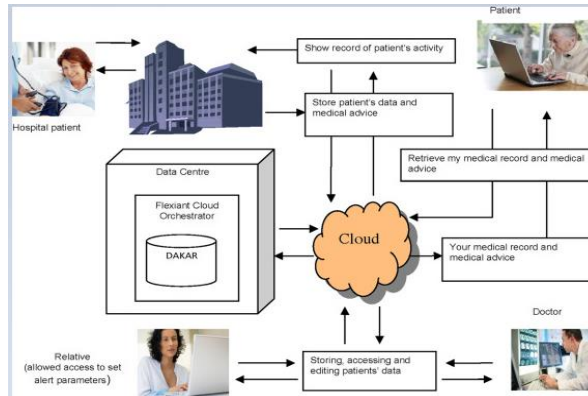 Patient
Show record of patient's activity
Hospital patient
Store patient's data and
medical advice
Data Centre
Retrieve my medical record and medical
advice
Flexiant Cloud
Orchestrator
DAKAR
Cloud
Your medical record and
medical advice
Doctor
Relative
(allowed access to set
alert parameters}
Storing, accessing and
editing patients' data